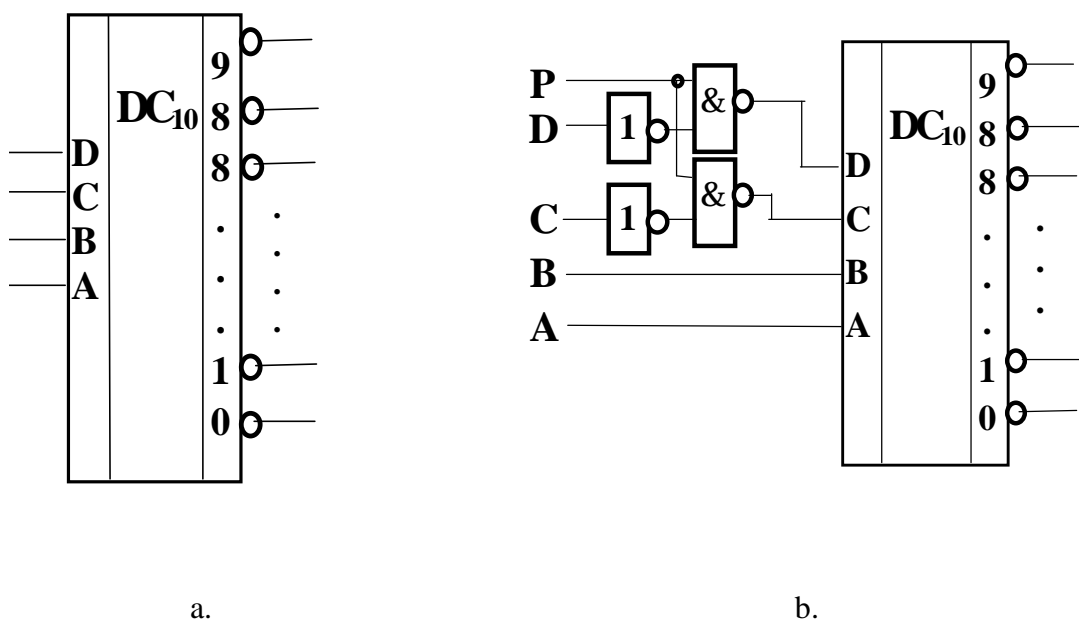 9
DC10
8
8
D
C
B
A
.
.
.
.
.
.
.
1
0
a.
P
D
C
B
A
1
&
1
&
D
C
B
A
DC10
9
8
8
.
.
.
.
.
.
1
0
b.